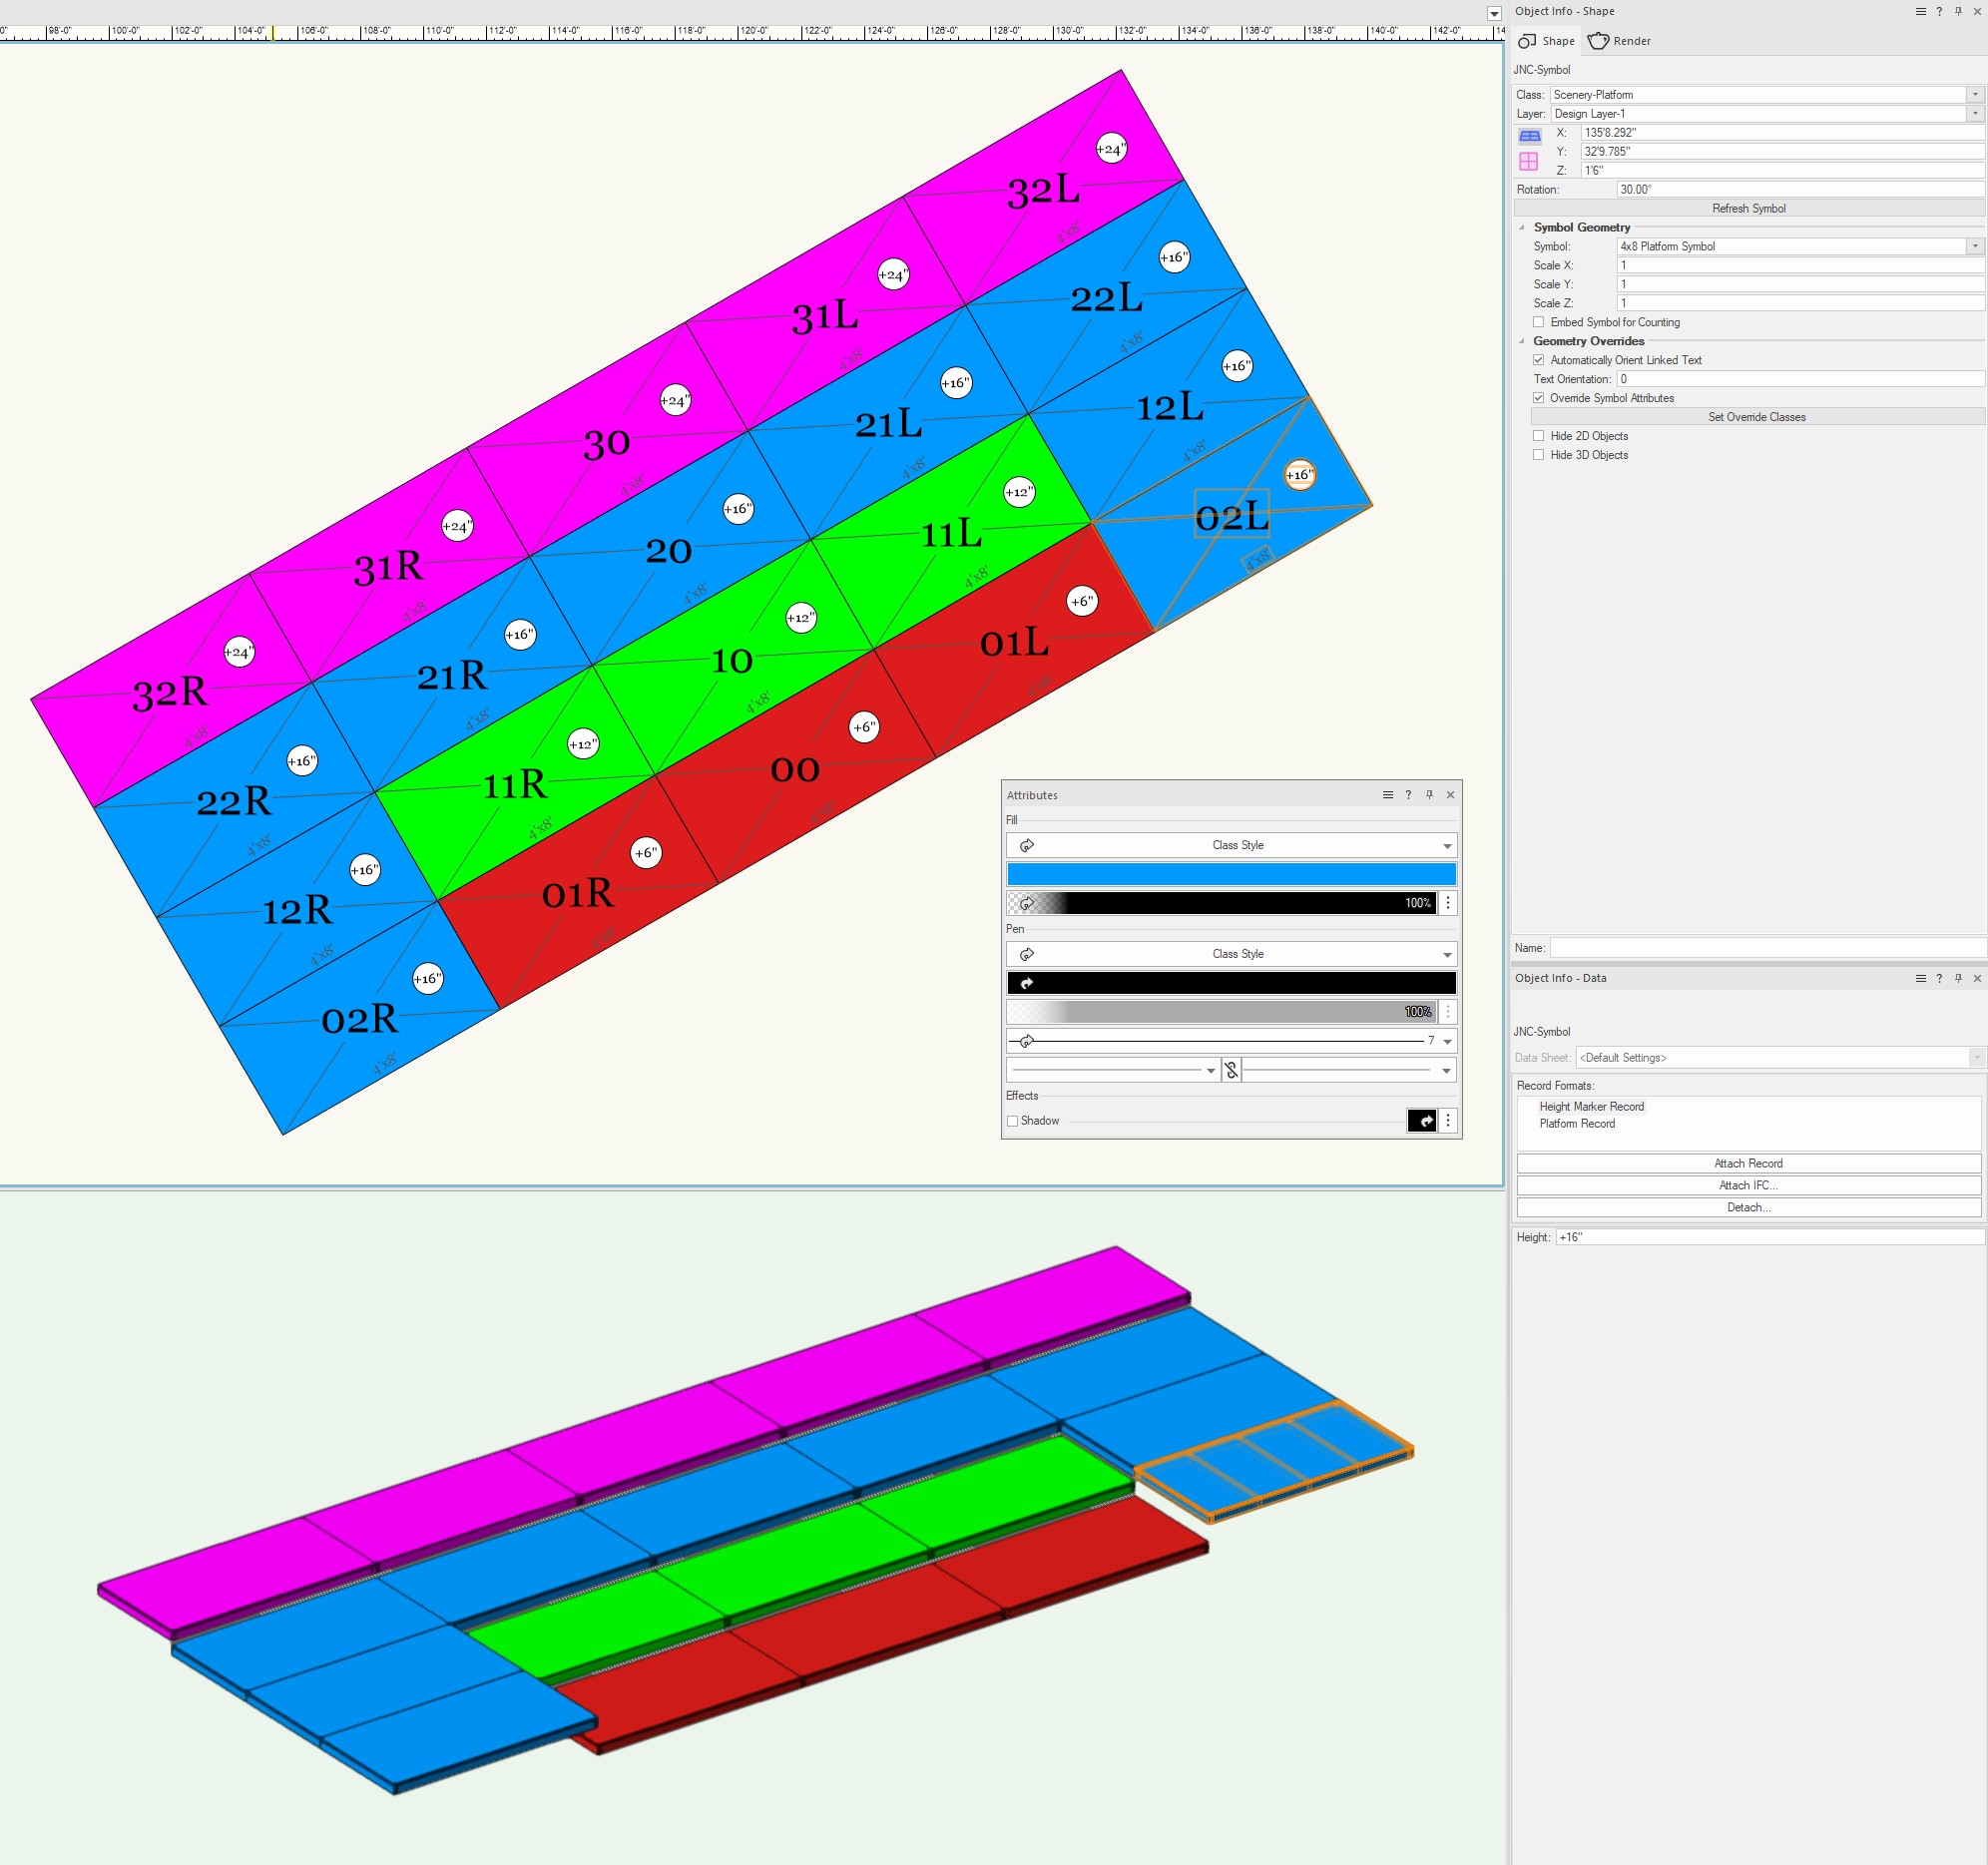 Object Info - Shape
98'-0" 100'-0" 102'-0" 104'-0" 106'-0" 108'-0" 110'-0" 112'-0" 114'-0" 116'-0" 118'-0" 120'-0" 122'-0" 124'-0" 126'-0" 128'-0" 130'-0" 132'-0" 134'-0" 136'-0" 138'-0" 140'-0" 142'-0"
Shape Render
JNC-Symbol
Class: Scenery-Platform
Layer: Design Layer-1
X: 135'8.292"
Y: 32'9.785"
Z: 1'6"
Rotation: 30.00°
Refresh Symbol
Symbol Geometry
Symbol: 4x8 Platform Symbol
Scale X: 1
Scale Y: 1
Scale Z: 1
Embed Symbol for Counting
Geometry Overrides
Automatically Orient Linked Text
Text Orientation: 0
Override Symbol Attributes
Set Override Classes
Hide 2D Objects
Hide 3D Objects
Name:
+24"
32L
4'x8'
+24"
31L
4'x8'
+24"
30
4'x8'
+24"
31R
4'x8'
+24"
32R
4'x8'
+16"
22L
4'x8'
+16"
21L
4'x8'
+16"
20
4'x8'
+16"
21R
4'x8'
+16"
22R
4'x8'
+16"
12L
4'x8'
+12"
11L
4'x8'
+12"
10
4'x8'
+12"
11R
4'x8'
+16"
12R
4'x8'
+16"
02L
4'x8'
+6"
01L
4'x8'
+6"
00
4'x8'
+6"
01R
4'x8'
+16"
02R
4'x8'
Attributes
Fill
Class Style
100%
Pen
Class Style
100%
7
Effects
Shadow
Object Info - Data
JNC-Symbol
Data Sheet: <Default Settings>
Record Formats:
Height Marker Record
Platform Record
Attach Record
Attach IFC...
Detach...
Height: +16"